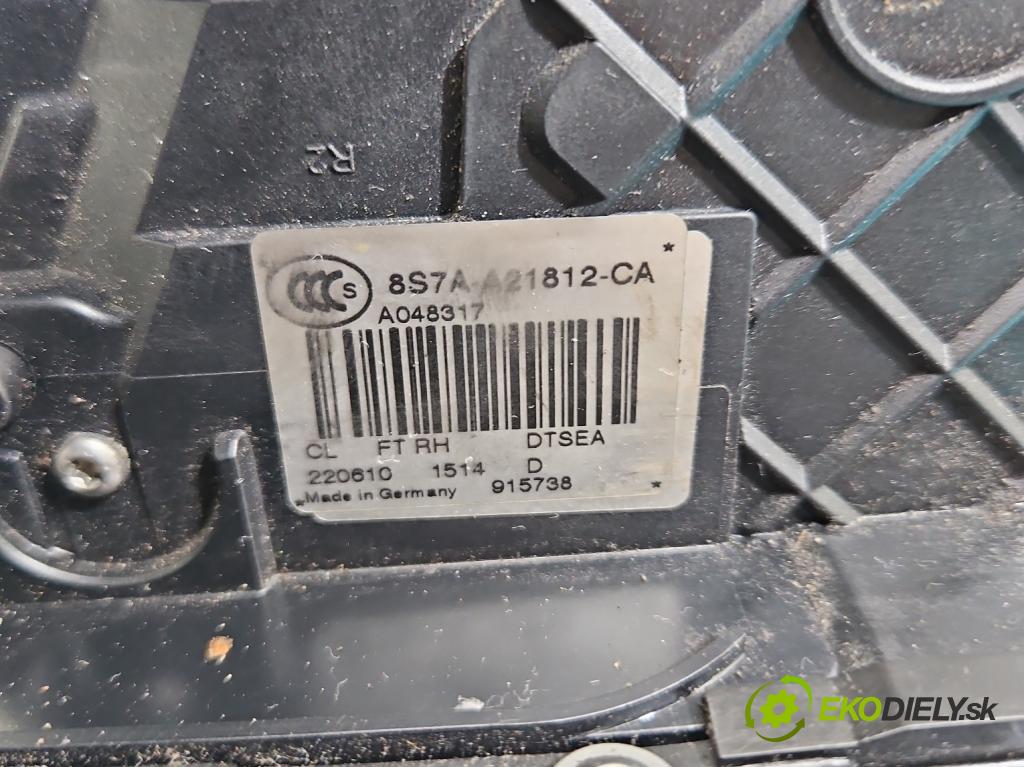 R2
CCC S
8S7A-A21812-CA
A048317
CL FT RH DTSEA
220610 1514 D
Made in Germany 915738
EKODIELY.sk